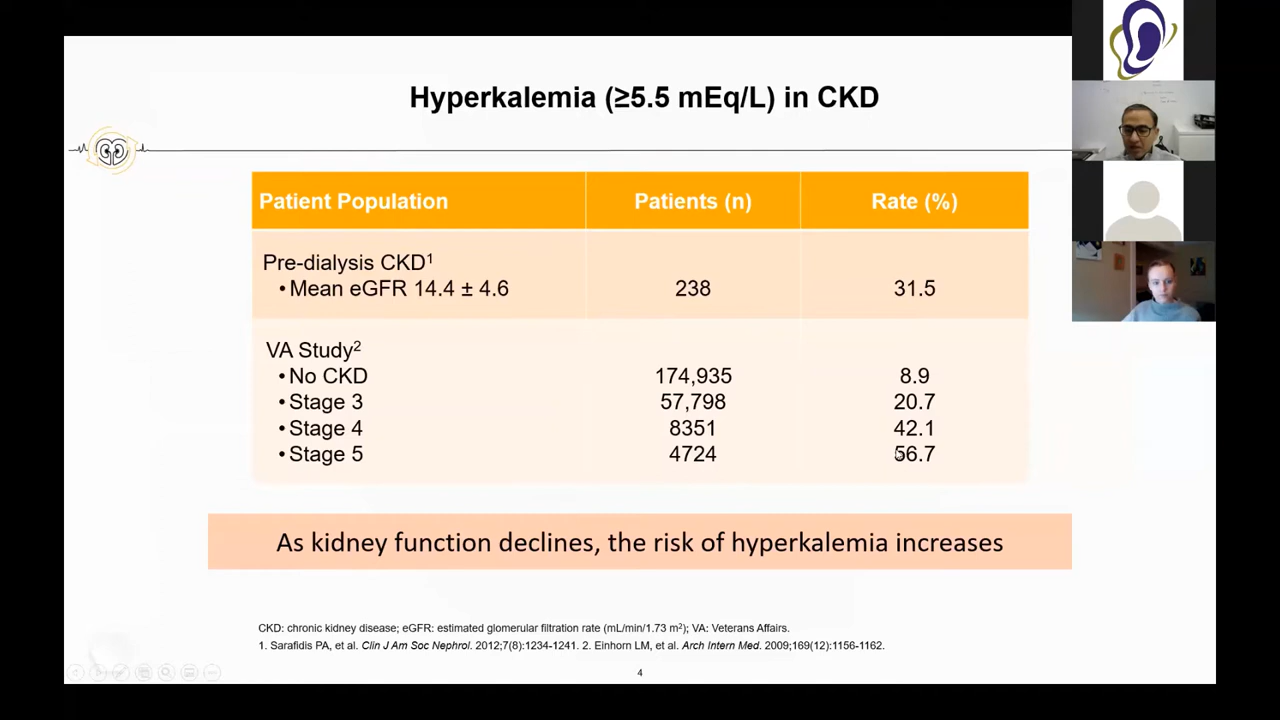 Hyperkalemia (≥5.5 mEq/L) in CKD
Patient Population Patients (n) Rate (%)
Pre-dialysis CKD¹
• Mean eGFR 14.4 ± 4.6 238 31.5
VA Study²
• No CKD 174,935 8.9
• Stage 3 57,798 20.7
• Stage 4 8351 42.1
• Stage 5 4724 56.7
As kidney function declines, the risk of hyperkalemia increases
CKD: chronic kidney disease; eGFR: estimated glomerular filtration rate (mL/min/1.73 m²); VA: Veterans Affairs.
1. Sarafidis PA, et al. Clin J Am Soc Nephrol. 2012;7(8):1234-1241. 2. Einhorn LM, et al. Arch Intern Med. 2009;169(12):1156-1162.
4